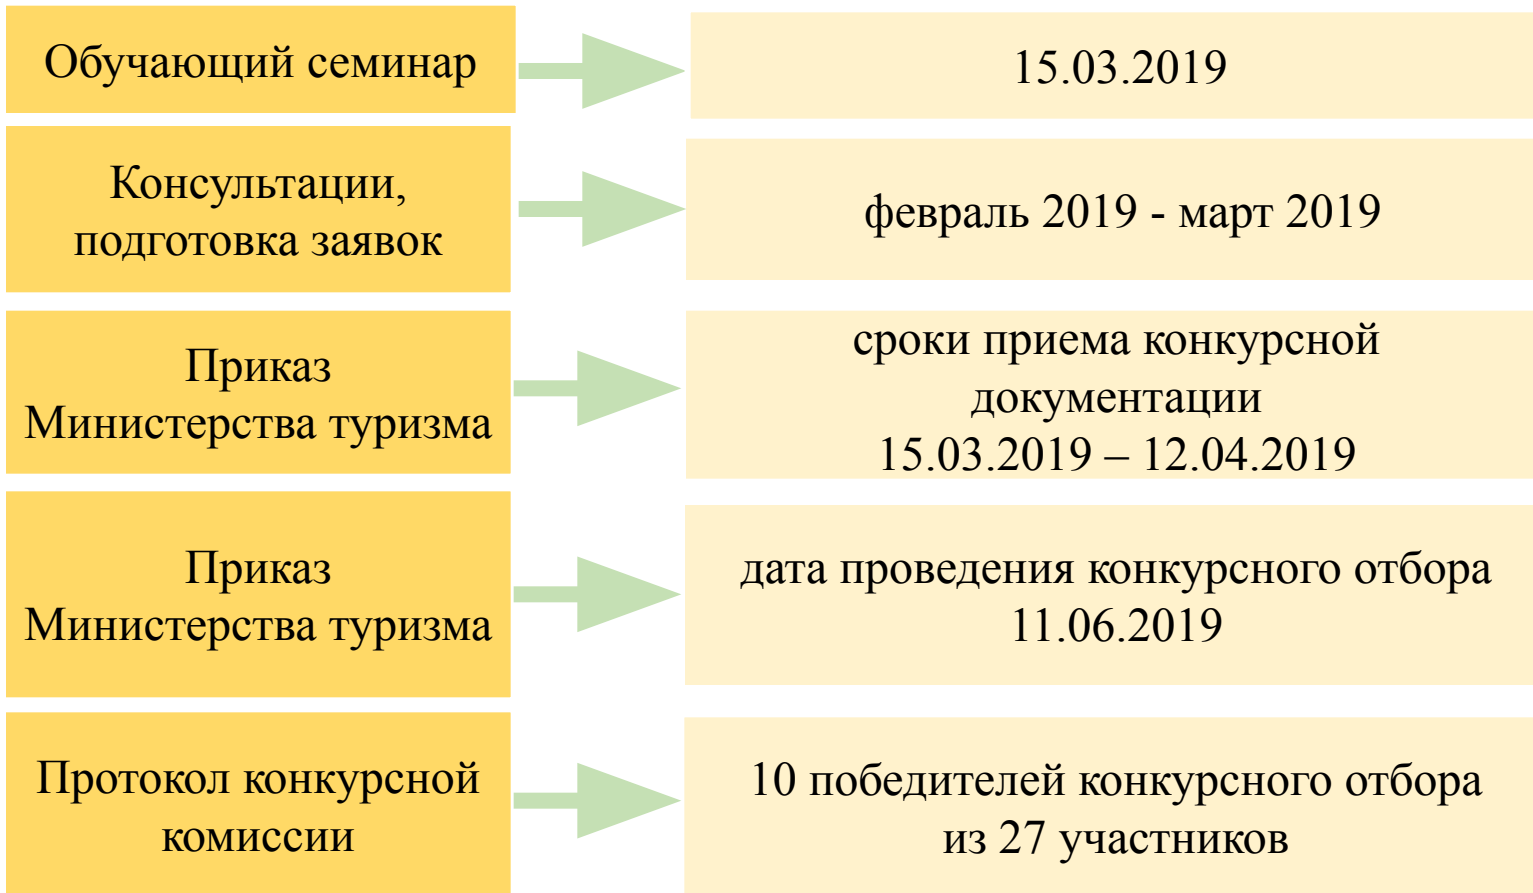 Обучающий семинар
15.03.2019
Консультации,
подготовка заявок
февраль 2019 - март 2019
Приказ
Министерства туризма
сроки приема конкурсной
документации
15.03.2019 – 12.04.2019
Приказ
Министерства туризма
дата проведения конкурсного отбора
11.06.2019
Протокол конкурсной
комиссии
10 победителей конкурсного отбора
из 27 участников